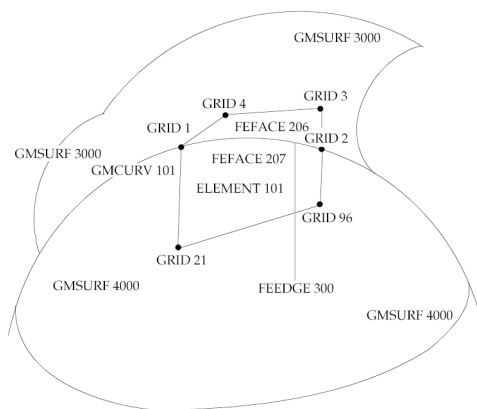 GMSURF 3000
GRID 3
GRID 4
GRID 1
FEFACE 206
GRID 2
GMSURF 3000
FEFACE 207
GMCURV 101
ELEMENT 101
GRID 96
GRID 21
GMSURF 4000
FEEDGE 300
GMSURF 4000